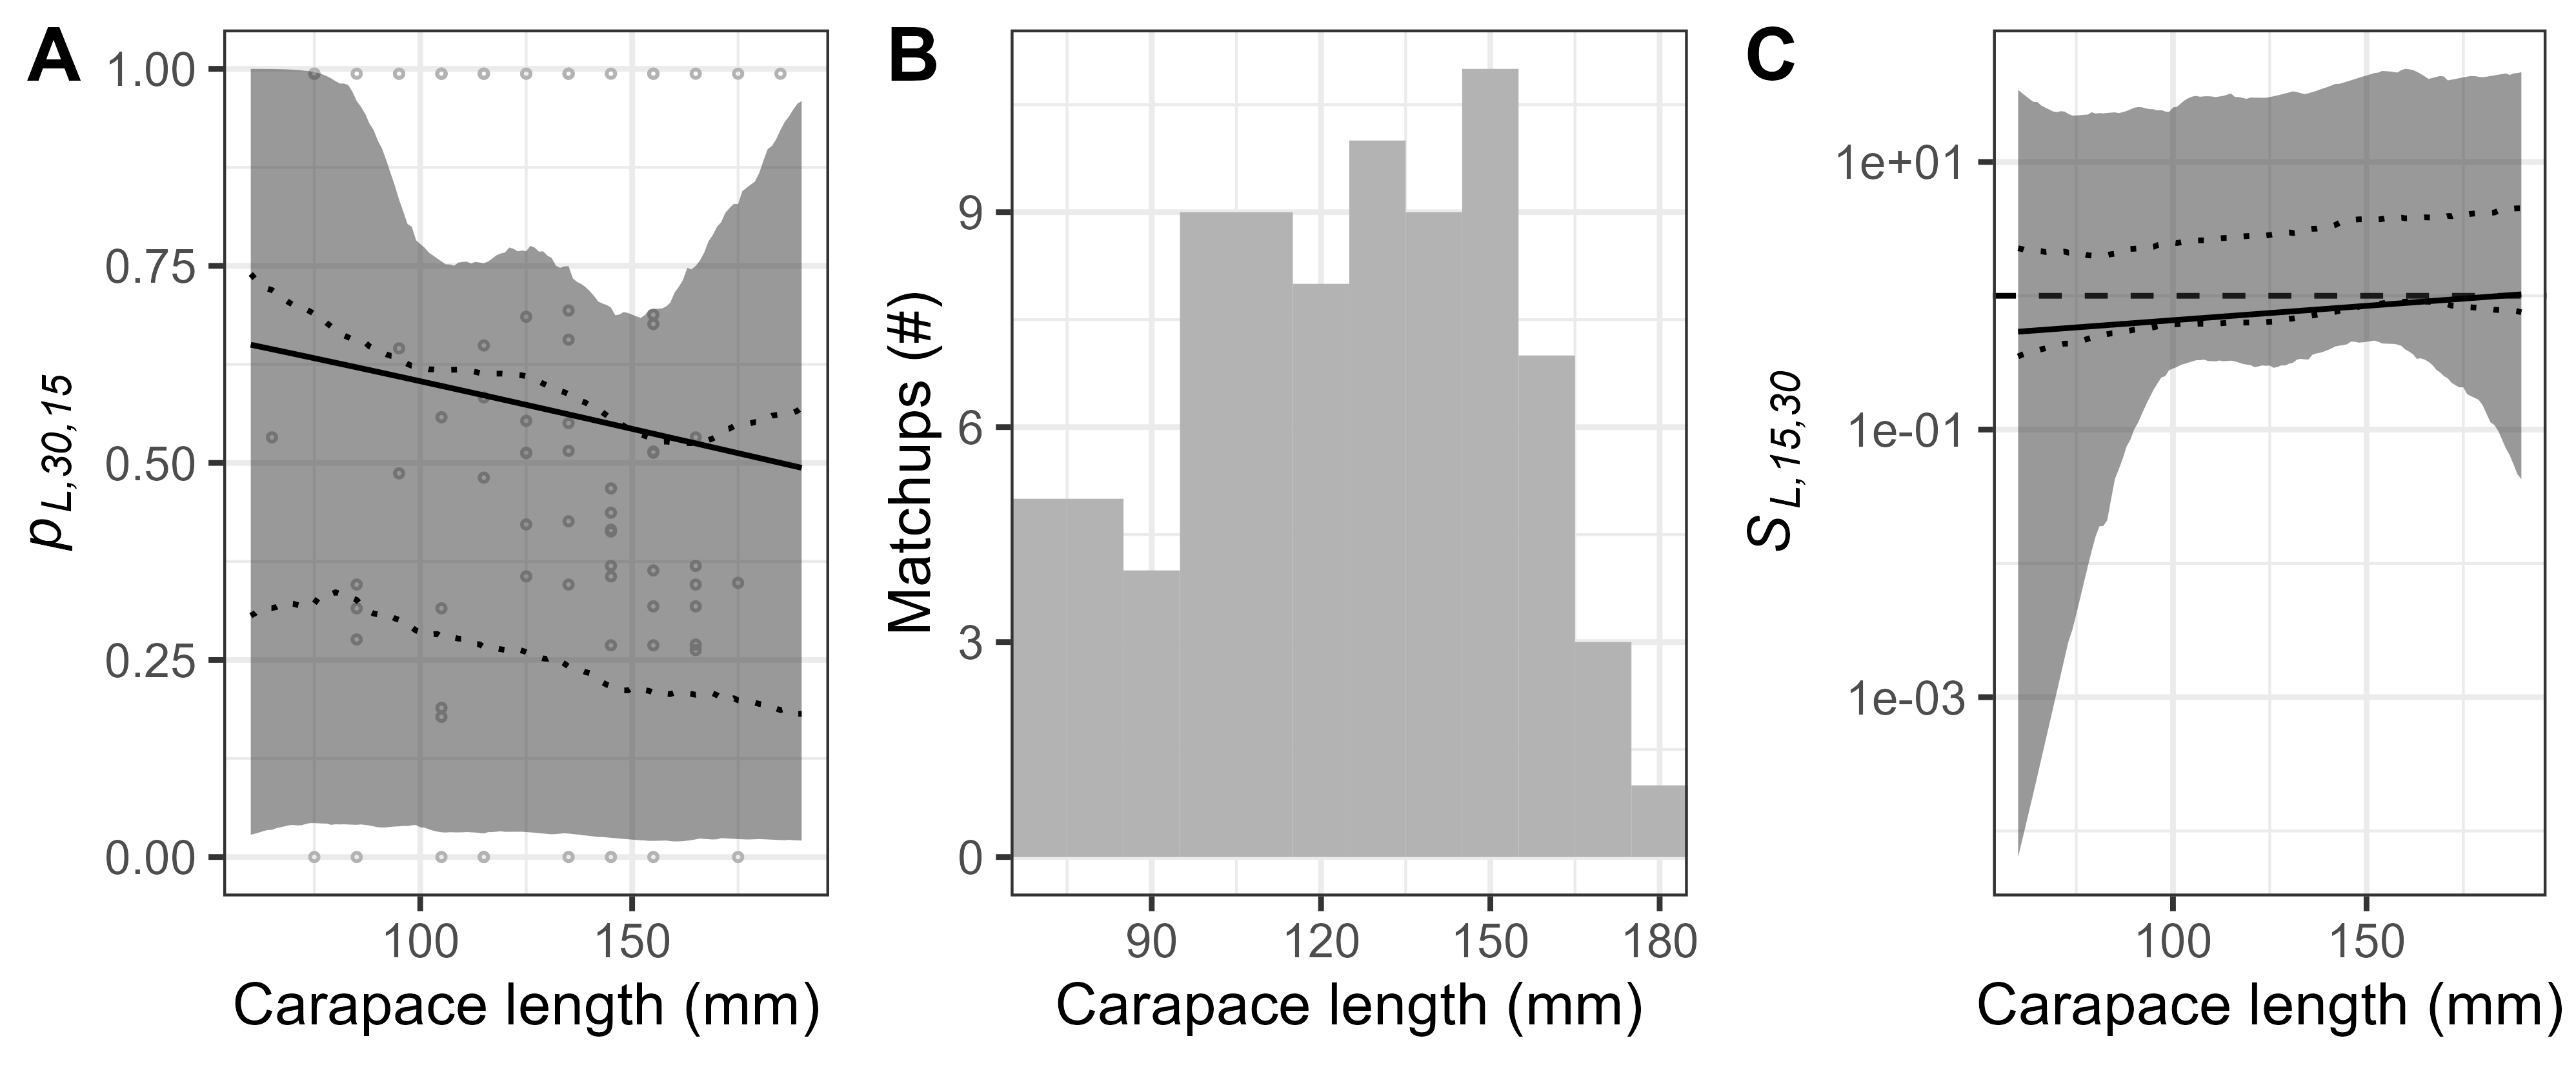 A
1.00
0.75
0.50
0.25
0.00
p L,30,15
100 150
Carapace length (mm)
B
9
6
3
0
Matchups (#)
90 120 150 180
Carapace length (mm)
C
1e+01
1e-01
1e-03
S L,15,30
100 150
Carapace length (mm)